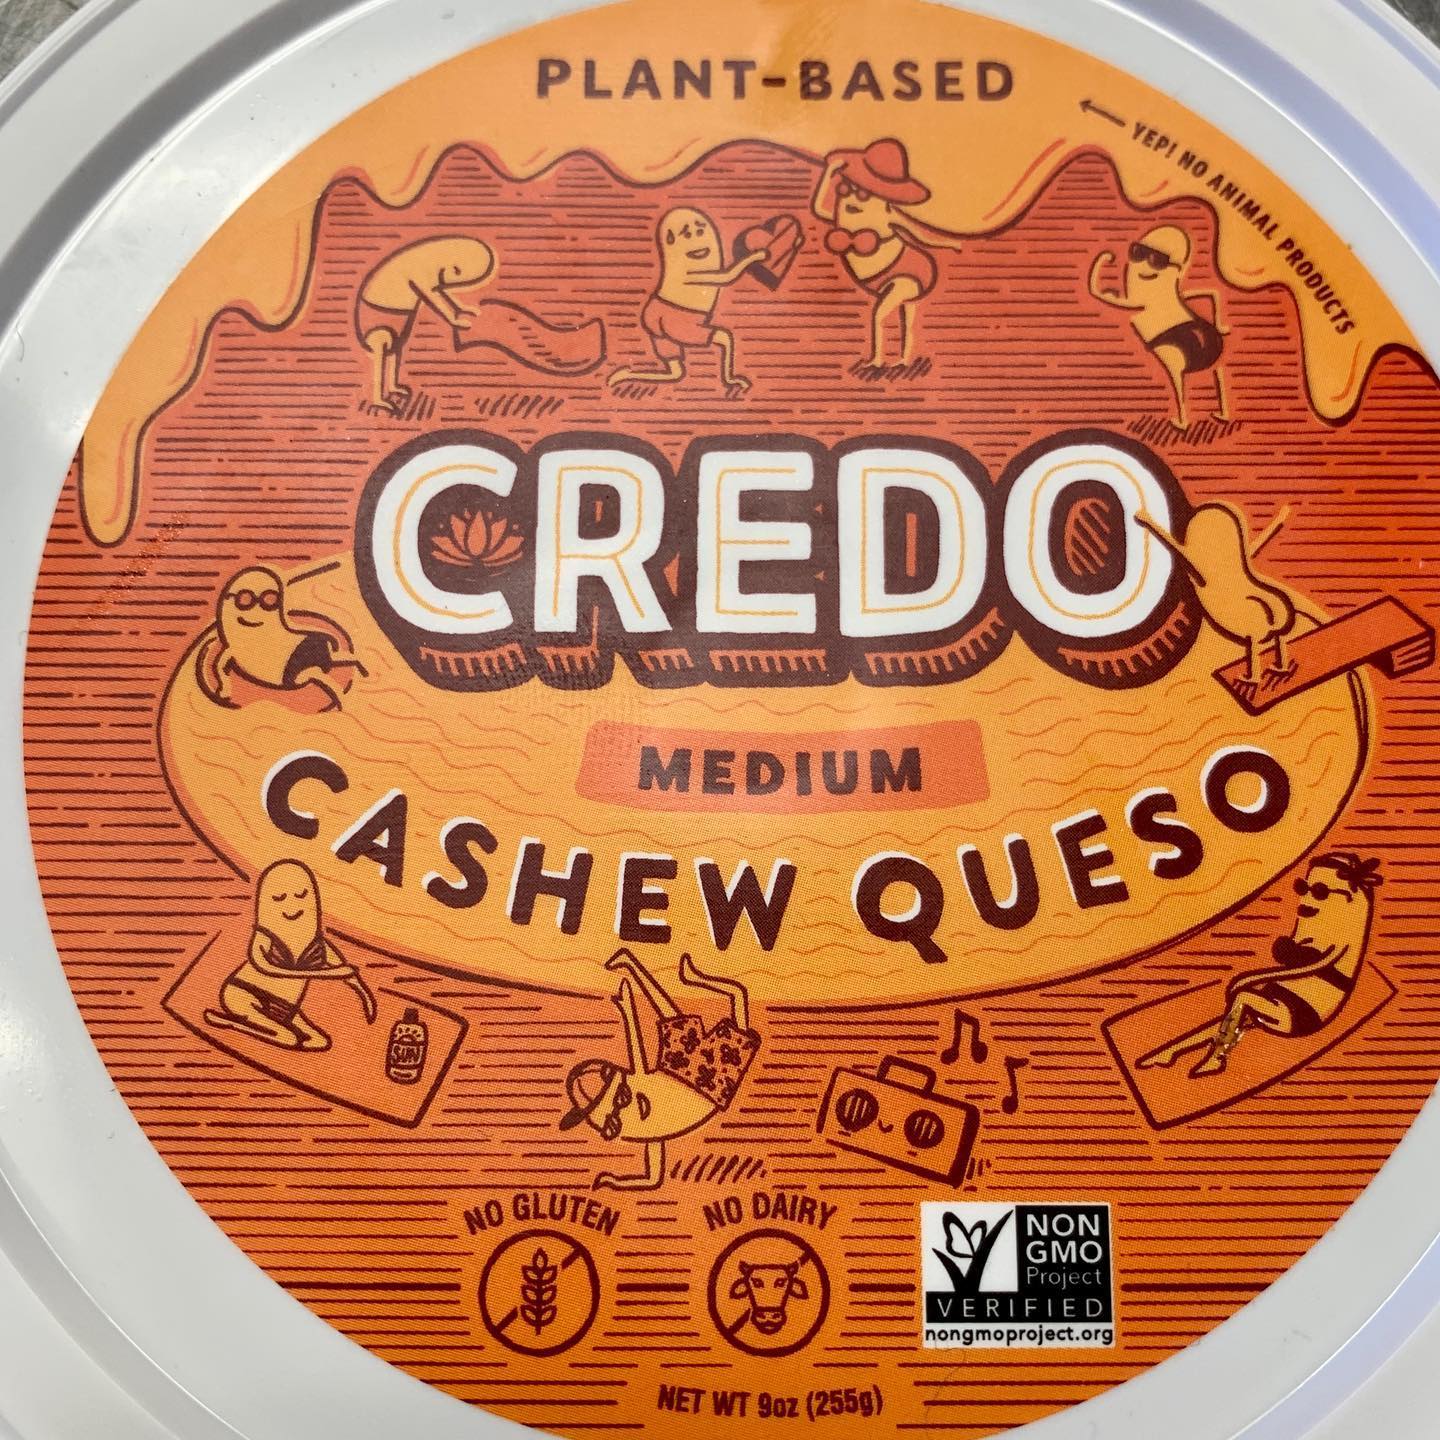 PLANT-BASED
← YEP! NO ANIMAL PRODUCTS
CREDO
MEDIUM
CASHEW QUESO
SUN
NO GLUTEN
NO DAIRY
NON
GMO
Project
VERIFIED
nongmoproject.org
NET WT 9oz (255g)